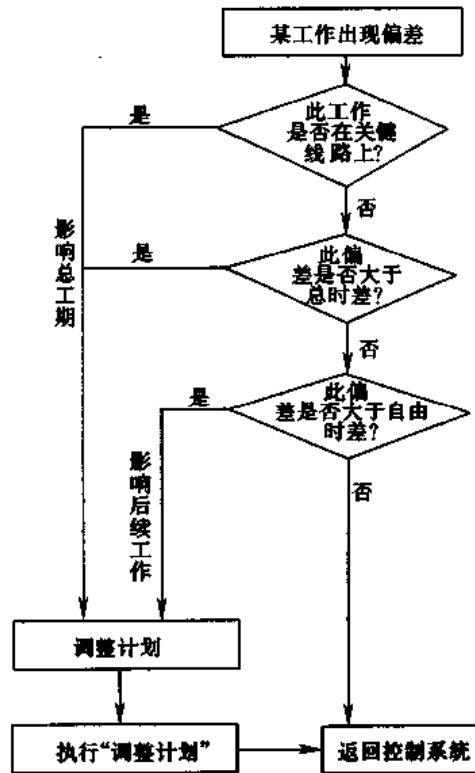 某工作出现偏差
是
此工作
是否在关键
线路上?
否
影响总工期
是
此偏
差是否大于
总时差?
否
是
此偏
差是否大于自由
时差?
影响后续工作
否
调整计划
执行“调整计划”
返回控制系统